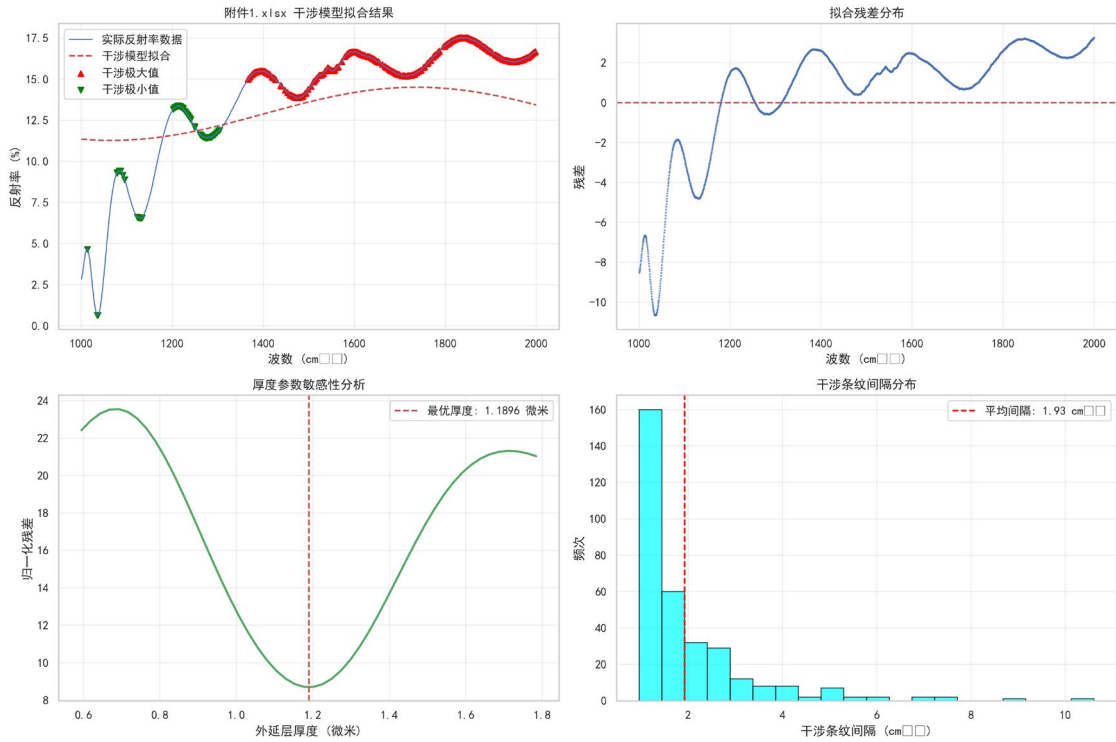 附件1.xlsx 干涉模型拟合结果
反射率 (%)
17.5
15.0
12.5
10.0
7.5
5.0
2.5
0.0
实际反射率数据
干涉模型拟合
干涉极大值
干涉极小值
1000 1200 1400 1600 1800 2000
波数 (cm□□)
拟合残差分布
残差
2
0
−2
−4
−6
−8
−10
1000 1200 1400 1600 1800 2000
波数 (cm□□)
厚度参数敏感性分析
归一化残差
24
22
20
18
16
14
12
10
8
最优厚度: 1.1896 微米
0.6 0.8 1.0 1.2 1.4 1.6 1.8
外延层厚度 (微米)
干涉条纹间隔分布
频次
160
140
120
100
80
60
40
20
0
平均间隔: 1.93 cm□□
2 4 6 8 10
干涉条纹间隔 (cm□□)